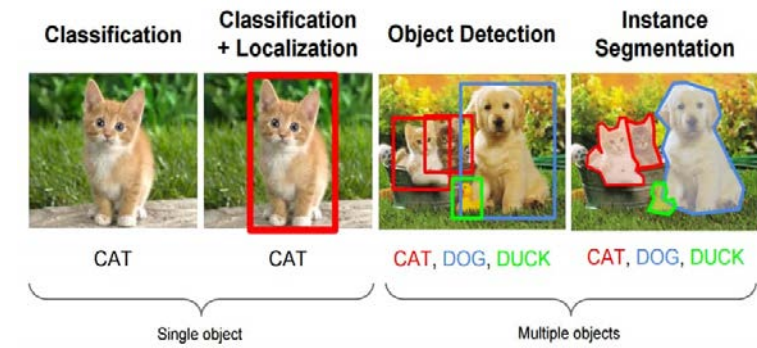 Classification
Classification
+ Localization
Object Detection
Instance
Segmentation
CAT
CAT
CAT, DOG, DUCK
CAT, DOG, DUCK
Single object
Multiple objects